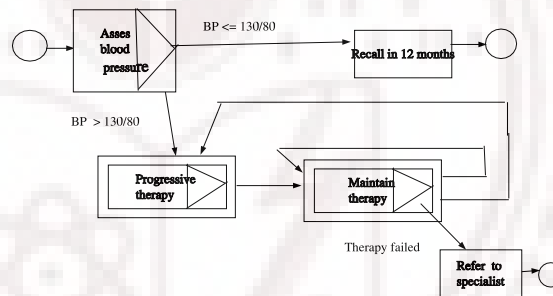 BP <= 130/80
Asses
blood
pressure
Recall in 12 months
BP > 130/80
Progressive
therapy
Maintain
therapy
Therapy failed
Refer to
specialist